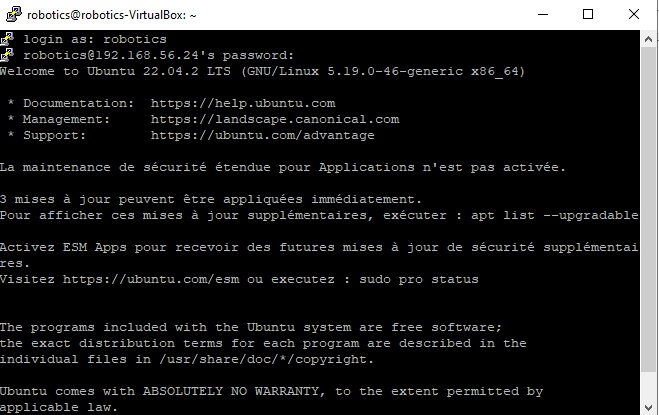 robotics@robotics-VirtualBox: ~
login as: robotics
robotics@192.168.56.24's password:
Welcome to Ubuntu 22.04.2 LTS (GNU/Linux 5.19.0-46-generic x86_64)
* Documentation:  https://help.ubuntu.com
* Management:     https://landscape.canonical.com
* Support:        https://ubuntu.com/advantage
La maintenance de sécurité étendue pour Applications n'est pas activée.
3 mises à jour peuvent être appliquées immédiatement.
Pour afficher ces mises à jour supplémentaires, exécuter : apt list --upgradable
Activez ESM Apps pour recevoir des futures mises à jour de sécurité supplémentai
res.
Visitez https://ubuntu.com/esm ou executez : sudo pro status
The programs included with the Ubuntu system are free software;
the exact distribution terms for each program are described in the
individual files in /usr/share/doc/*/copyright.
Ubuntu comes with ABSOLUTELY NO WARRANTY, to the extent permitted by
applicable law.